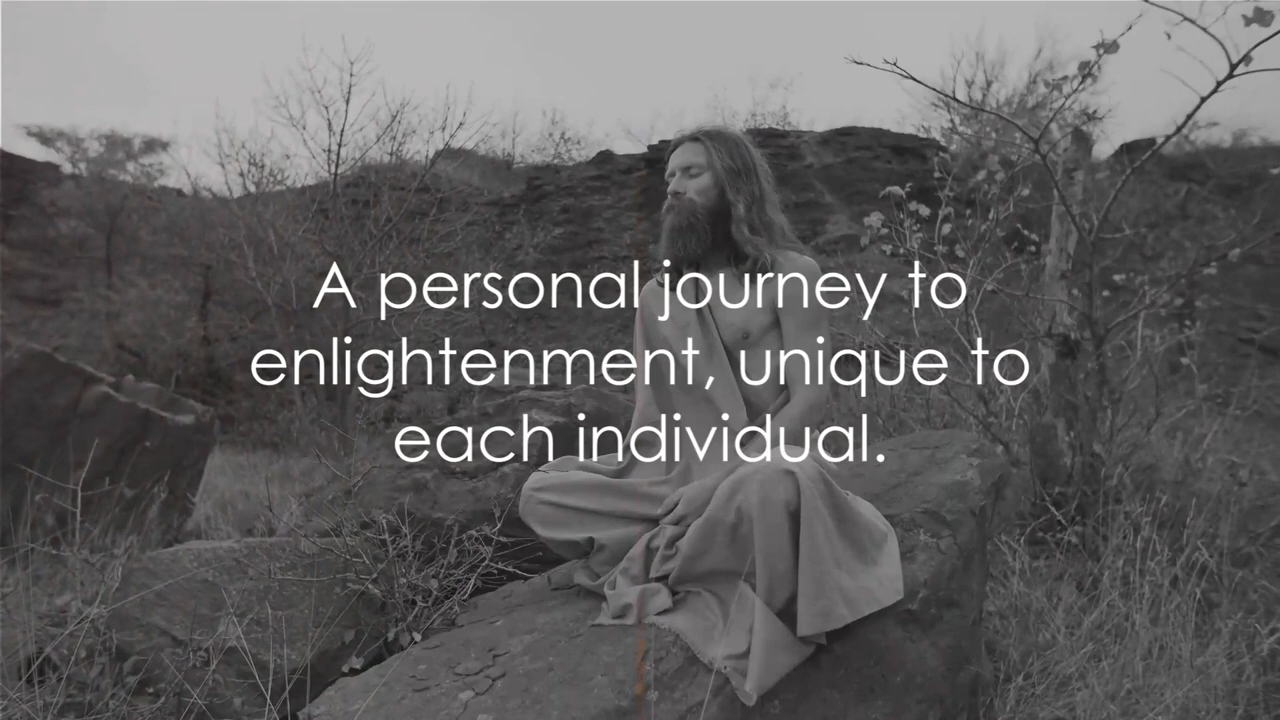 A personal journey to
enlightenment, unique to
each individual.